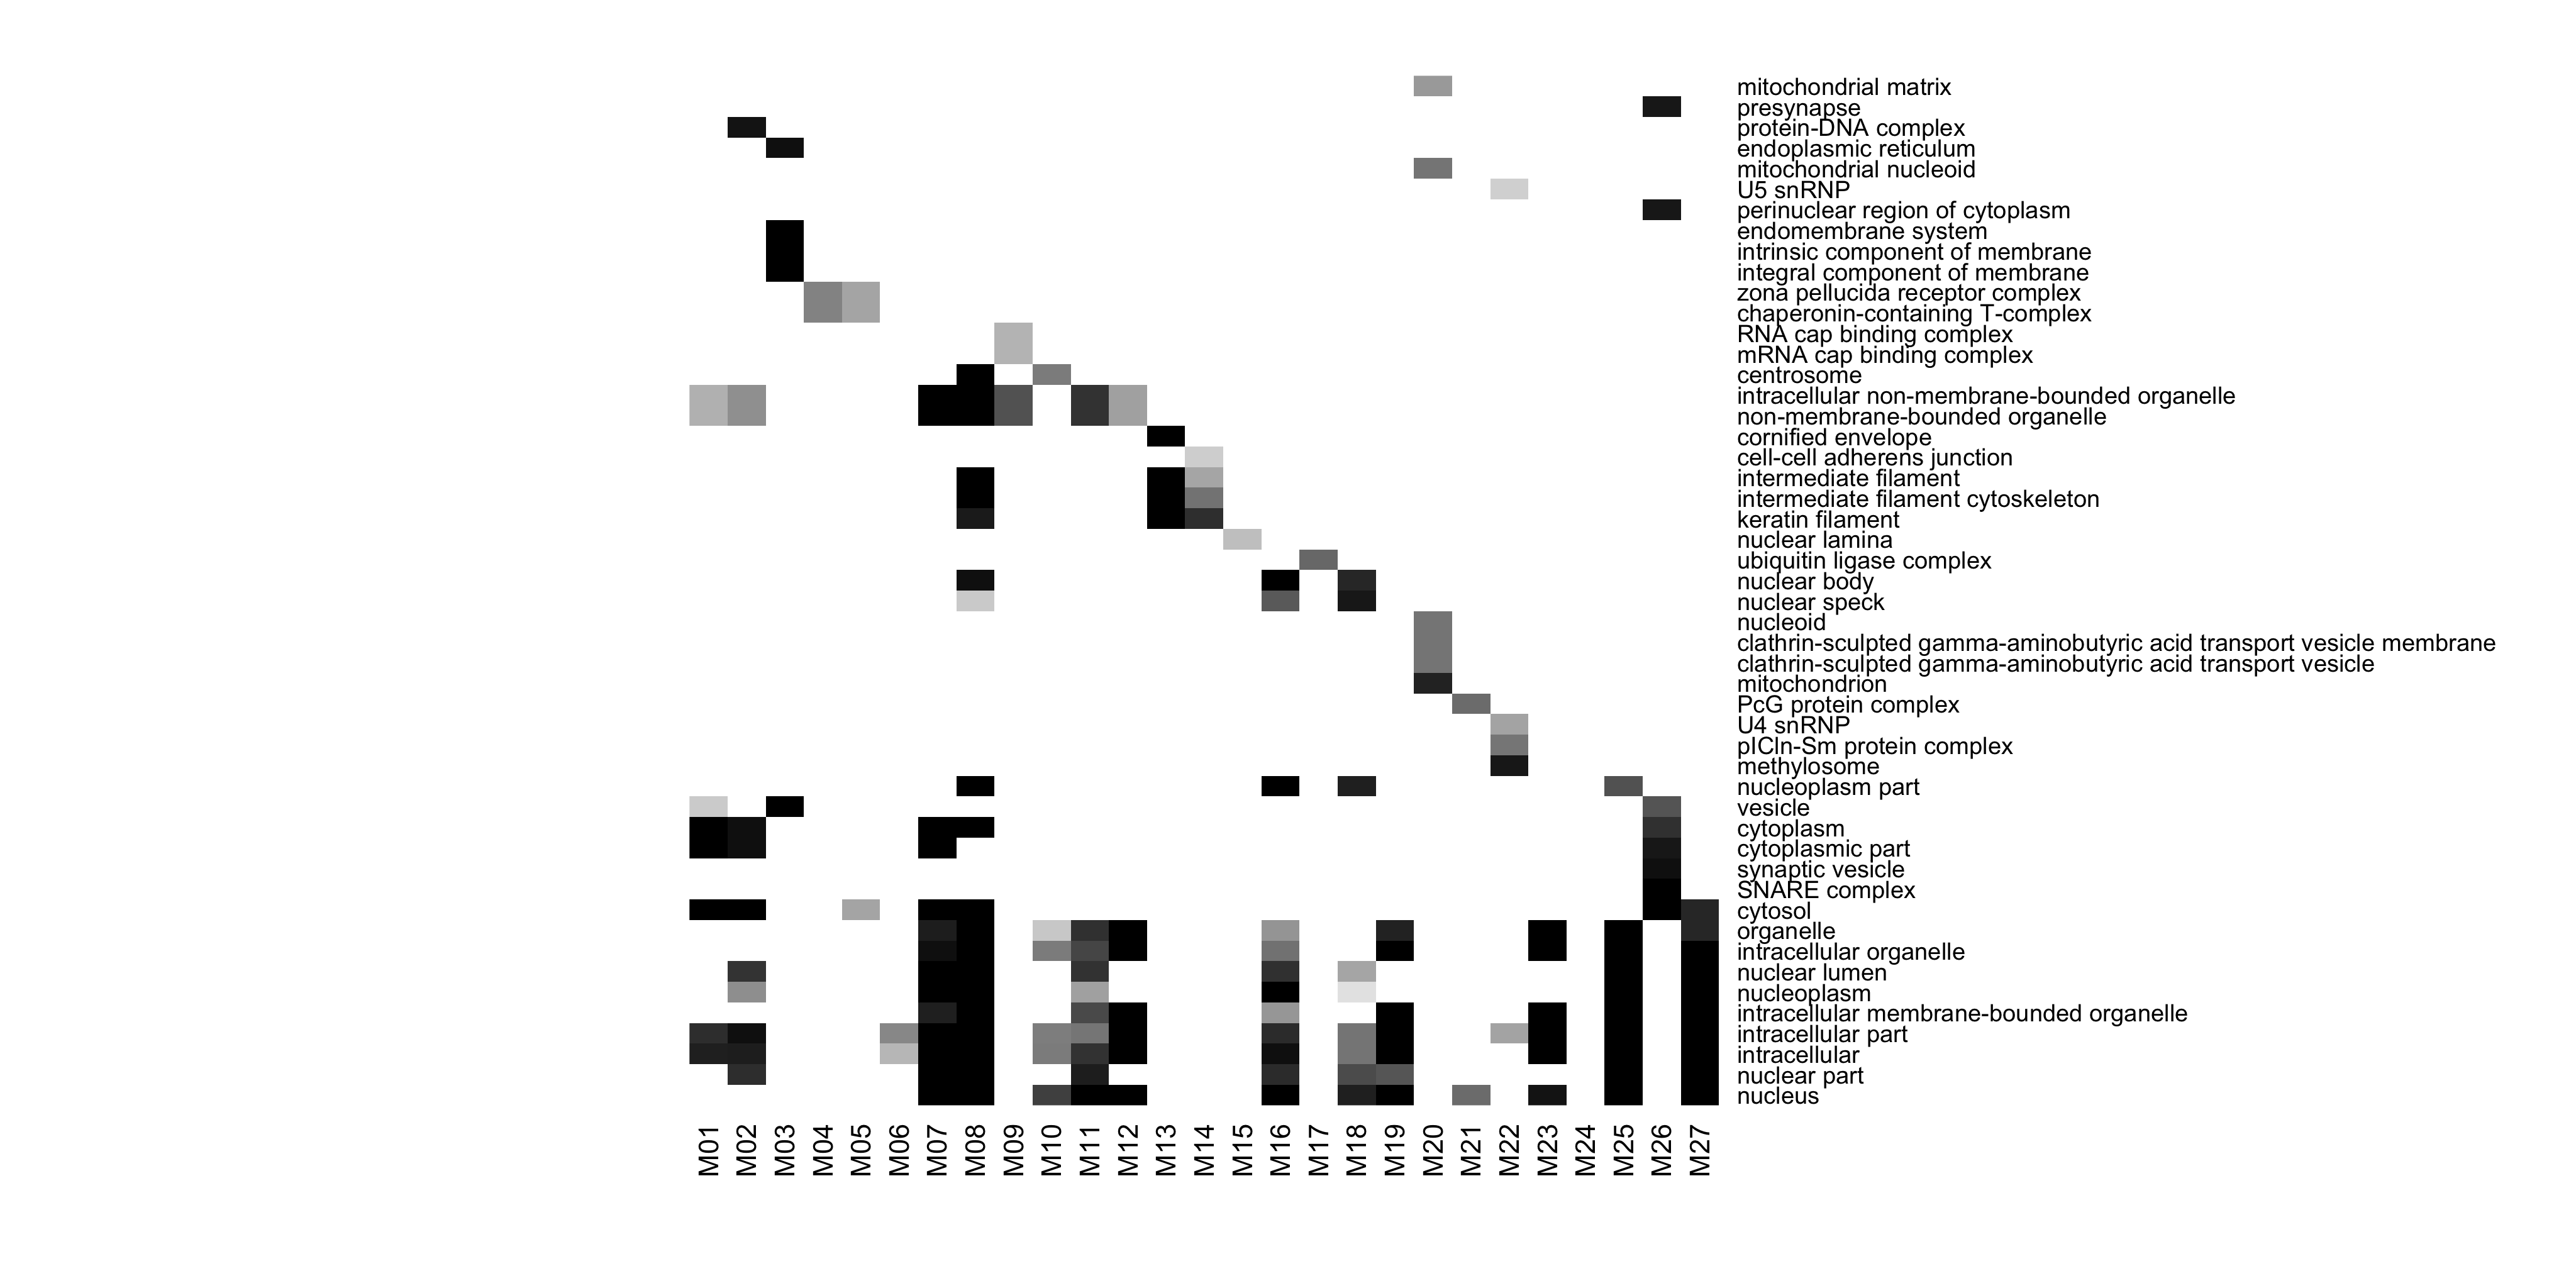 mitochondrial matrix
presynapse
protein-DNA complex
endoplasmic reticulum
mitochondrial nucleoid
U5 snRNP
perinuclear region of cytoplasm
endomembrane system
intrinsic component of membrane
integral component of membrane
zona pellucida receptor complex
chaperonin-containing T-complex
RNA cap binding complex
mRNA cap binding complex
centrosome
intracellular non-membrane-bounded organelle
non-membrane-bounded organelle
cornified envelope
cell-cell adherens junction
intermediate filament
intermediate filament cytoskeleton
keratin filament
nuclear lamina
ubiquitin ligase complex
nuclear body
nuclear speck
nucleoid
clathrin-sculpted gamma-aminobutyric acid transport vesicle membrane
clathrin-sculpted gamma-aminobutyric acid transport vesicle
mitochondrion
PcG protein complex
U4 snRNP
pICln-Sm protein complex
methylosome
nucleoplasm part
vesicle
cytoplasm
cytoplasmic part
synaptic vesicle
SNARE complex
cytosol
organelle
intracellular organelle
nuclear lumen
nucleoplasm
intracellular membrane-bounded organelle
intracellular part
intracellular
nuclear part
nucleus
M01
M02
M03
M04
M05
M06
M07
M08
M09
M10
M11
M12
M13
M14
M15
M16
M17
M18
M19
M20
M21
M22
M23
M24
M25
M26
M27